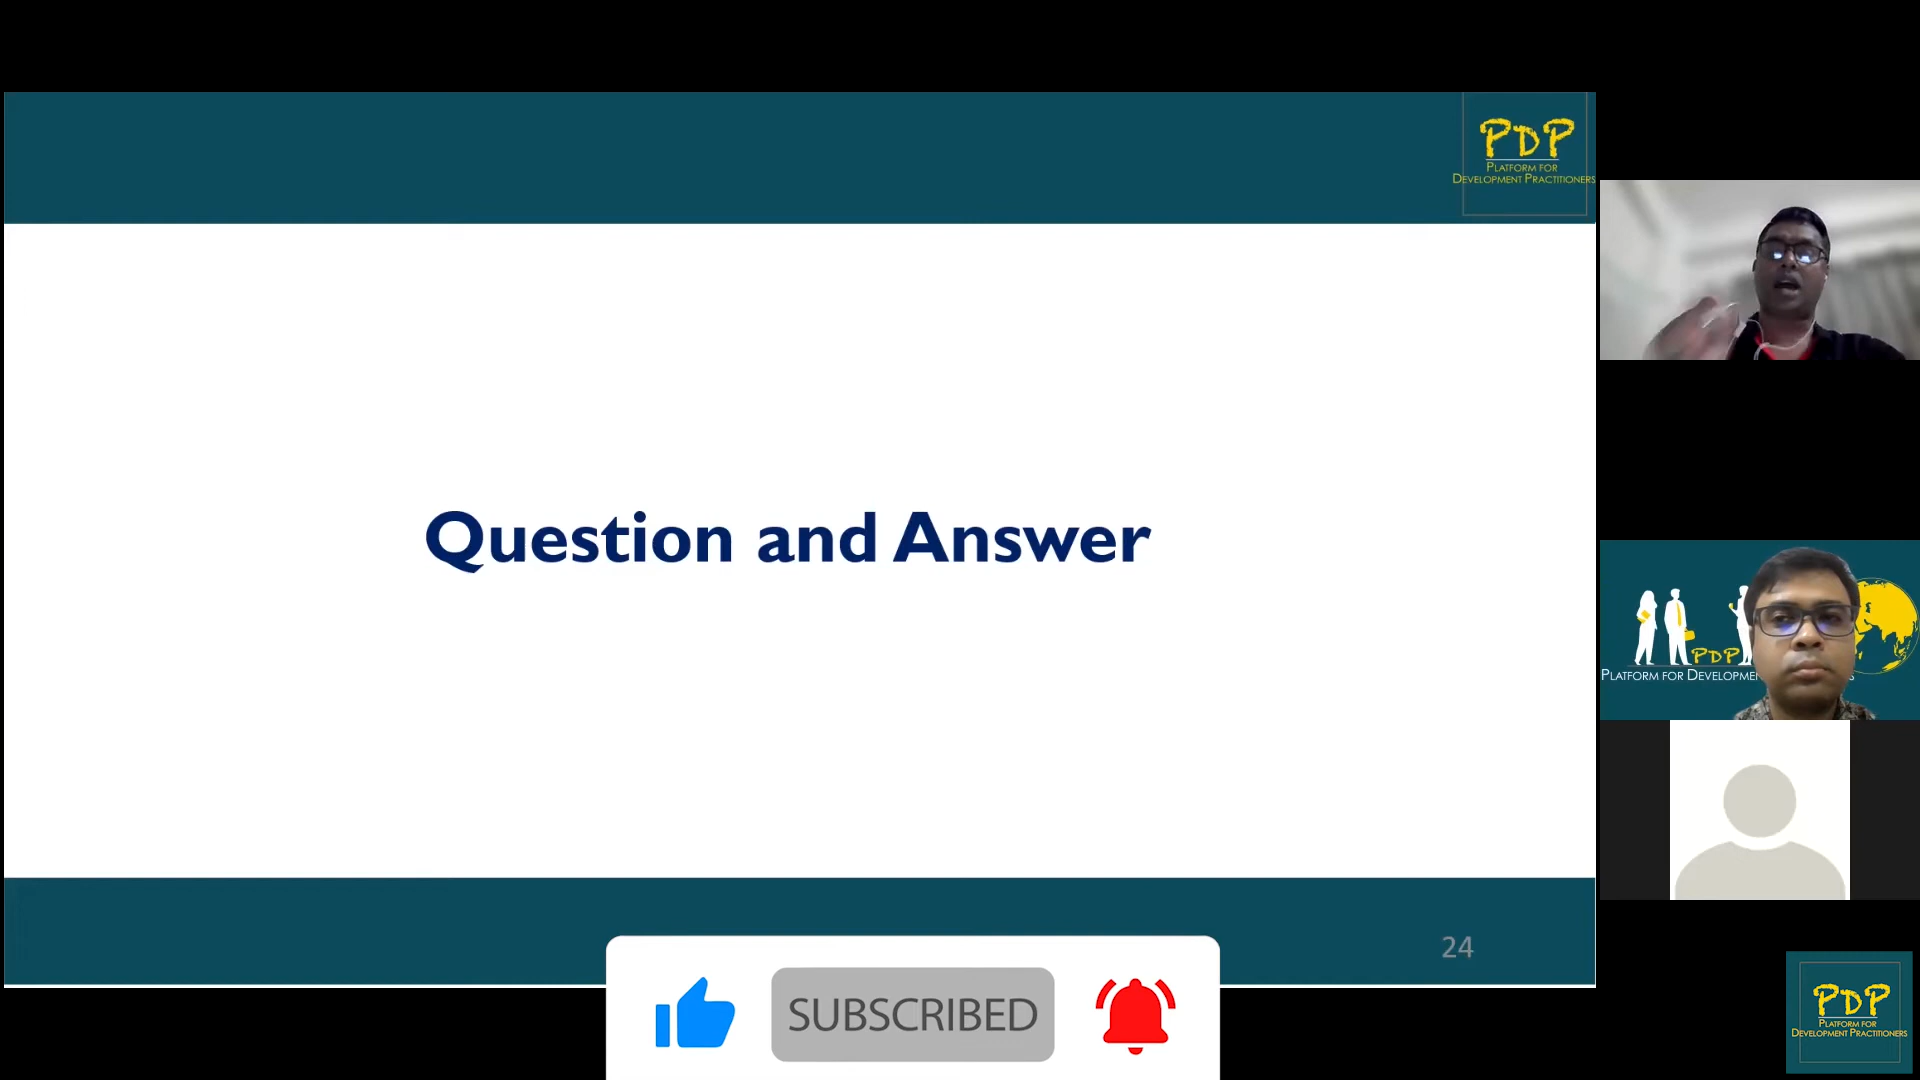 PDP
PLATFORM FOR
DEVELOPMENT PRACTITIONERS
Question and Answer
24
SUBSCRIBED
PDP
PLATFORM FOR DEVELOPME
PDP
PLATFORM FOR
DEVELOPMENT PRACTITIONERS